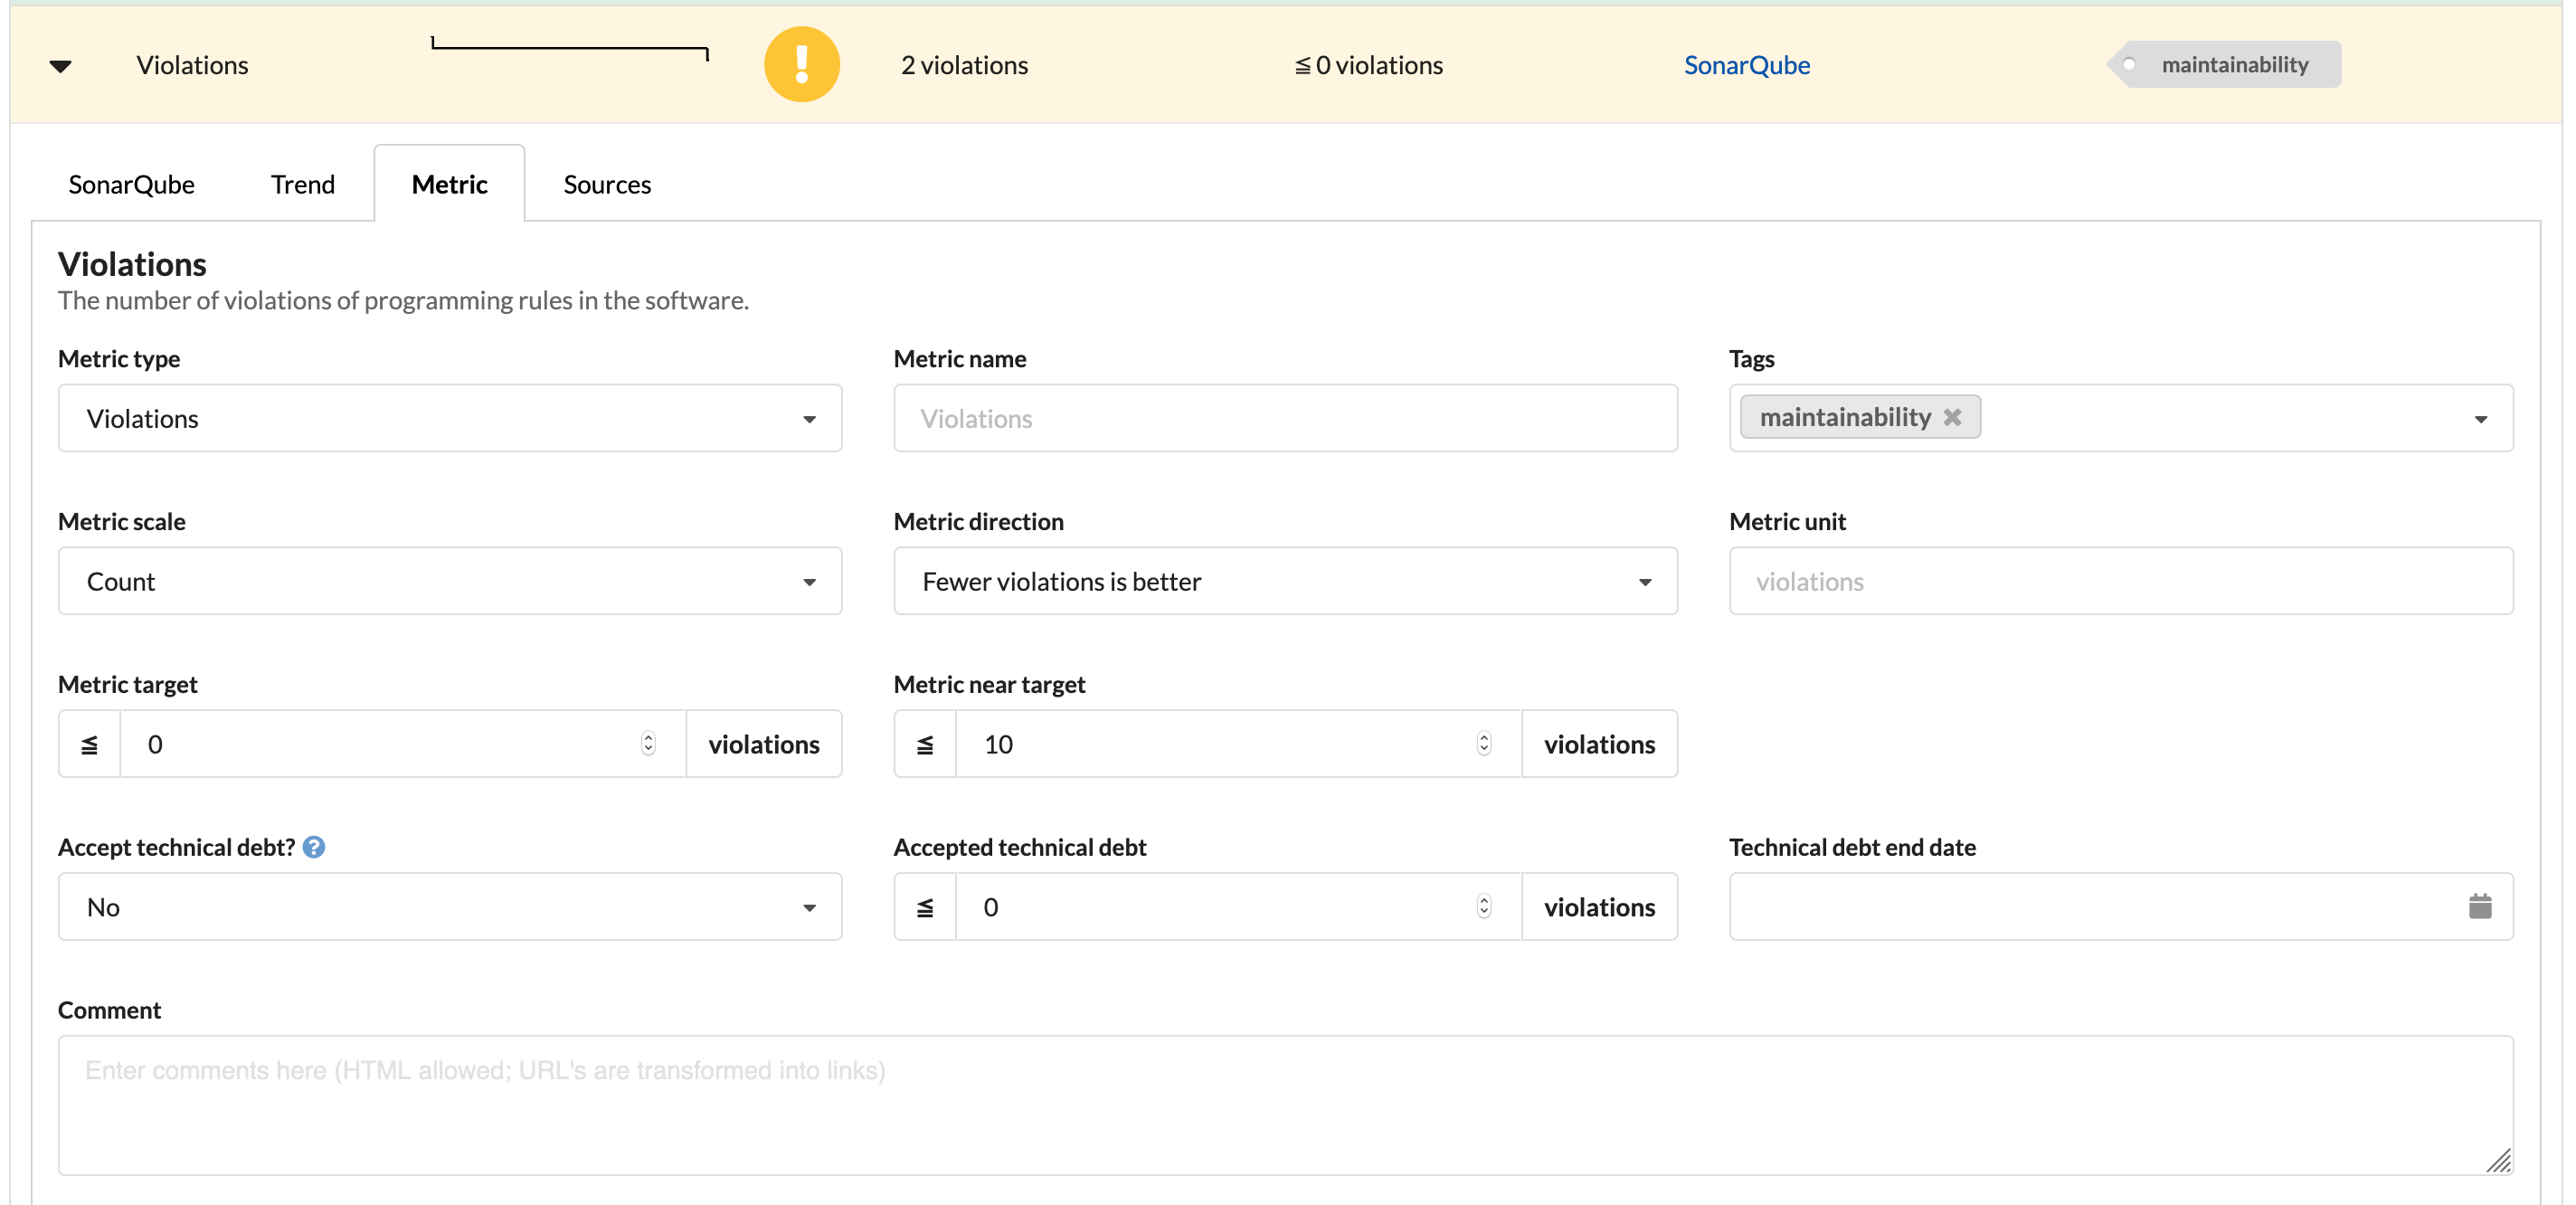 Violations 2 violations ≦ 0 violations SonarQube maintainability
SonarQube Trend Metric Sources
Violations
The number of violations of programming rules in the software.
Metric type Metric name Tags
Violations Violations maintainability
Metric scale Metric direction Metric unit
Count Fewer violations is better violations
Metric target Metric near target
≦ 0 violations ≦ 10 violations
Accept technical debt? Accepted technical debt Technical debt end date
No ≦ 0 violations
Comment
Enter comments here (HTML allowed; URL's are transformed into links)